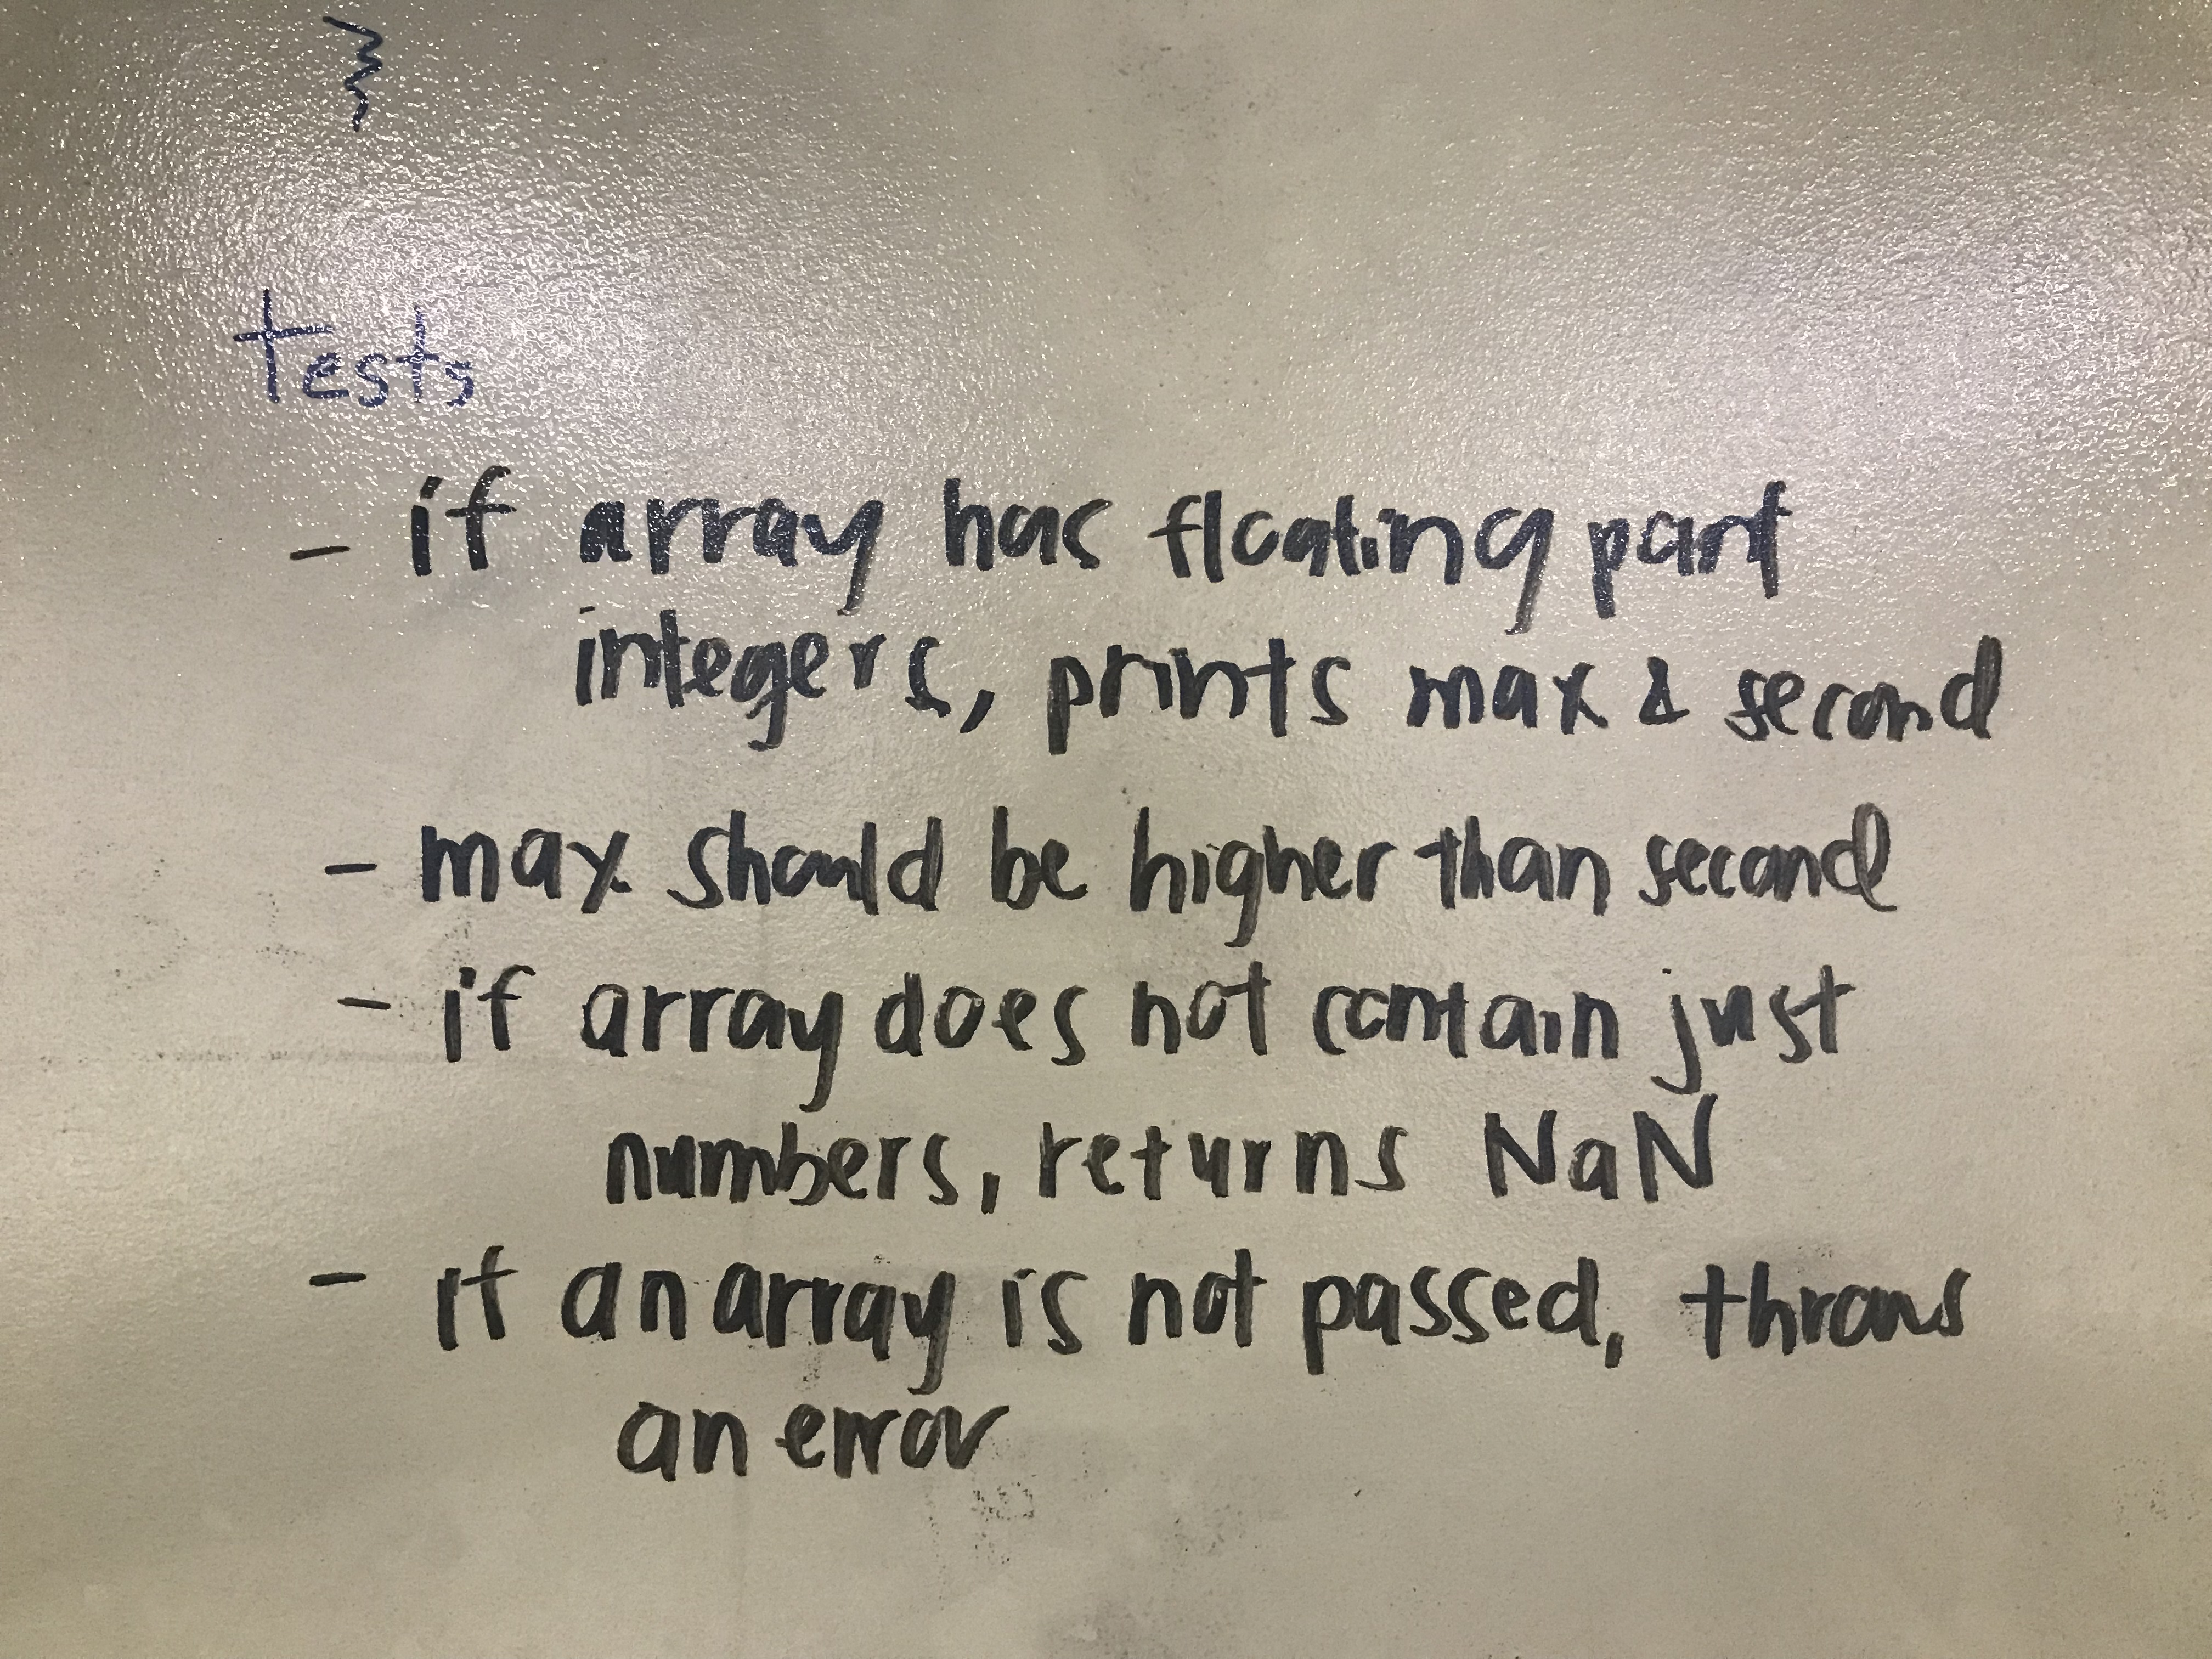 }
tests
- if array has floating part
integers, prints max & second
- max should be higher than second
- if array does not contain just
numbers, returns NaN
- if an array is not passed, throws
an error